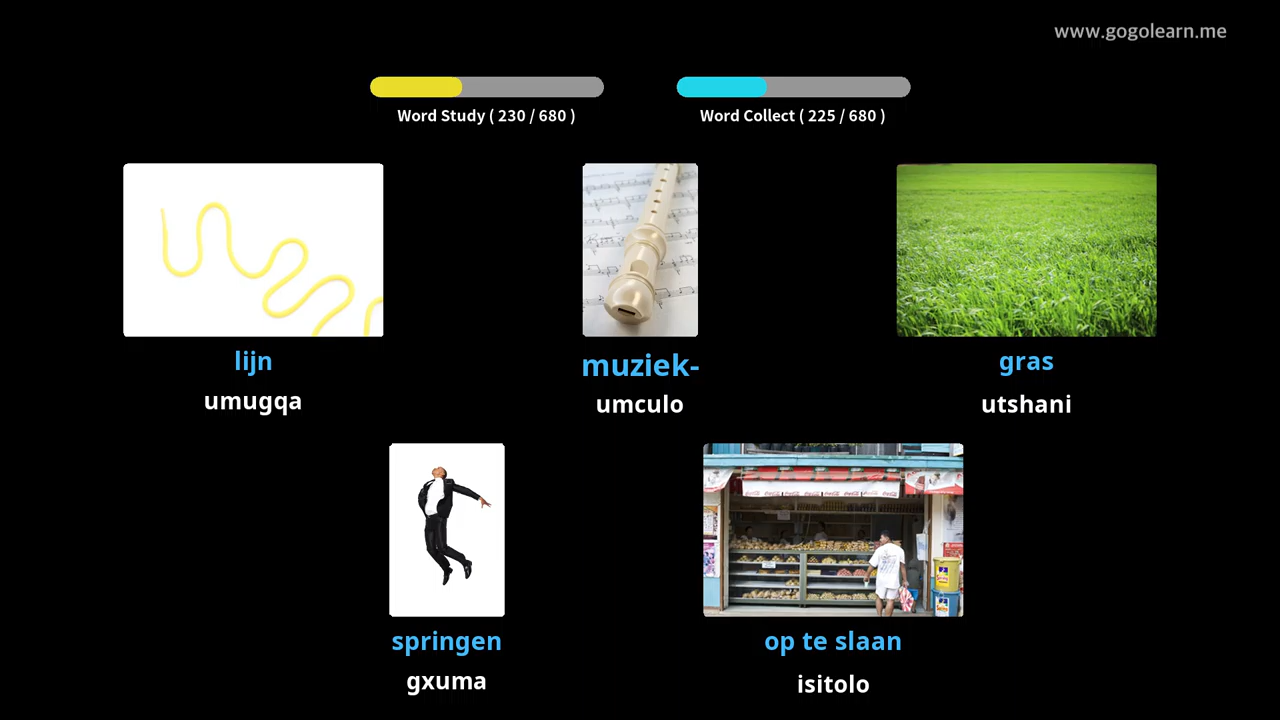 www.gogolearn.me
Word Study ( 230 / 680 )
Word Collect ( 225 / 680 )
lijn
umugqa
muziek-
umculo
gras
utshani
springen
gxuma
op te slaan
isitolo